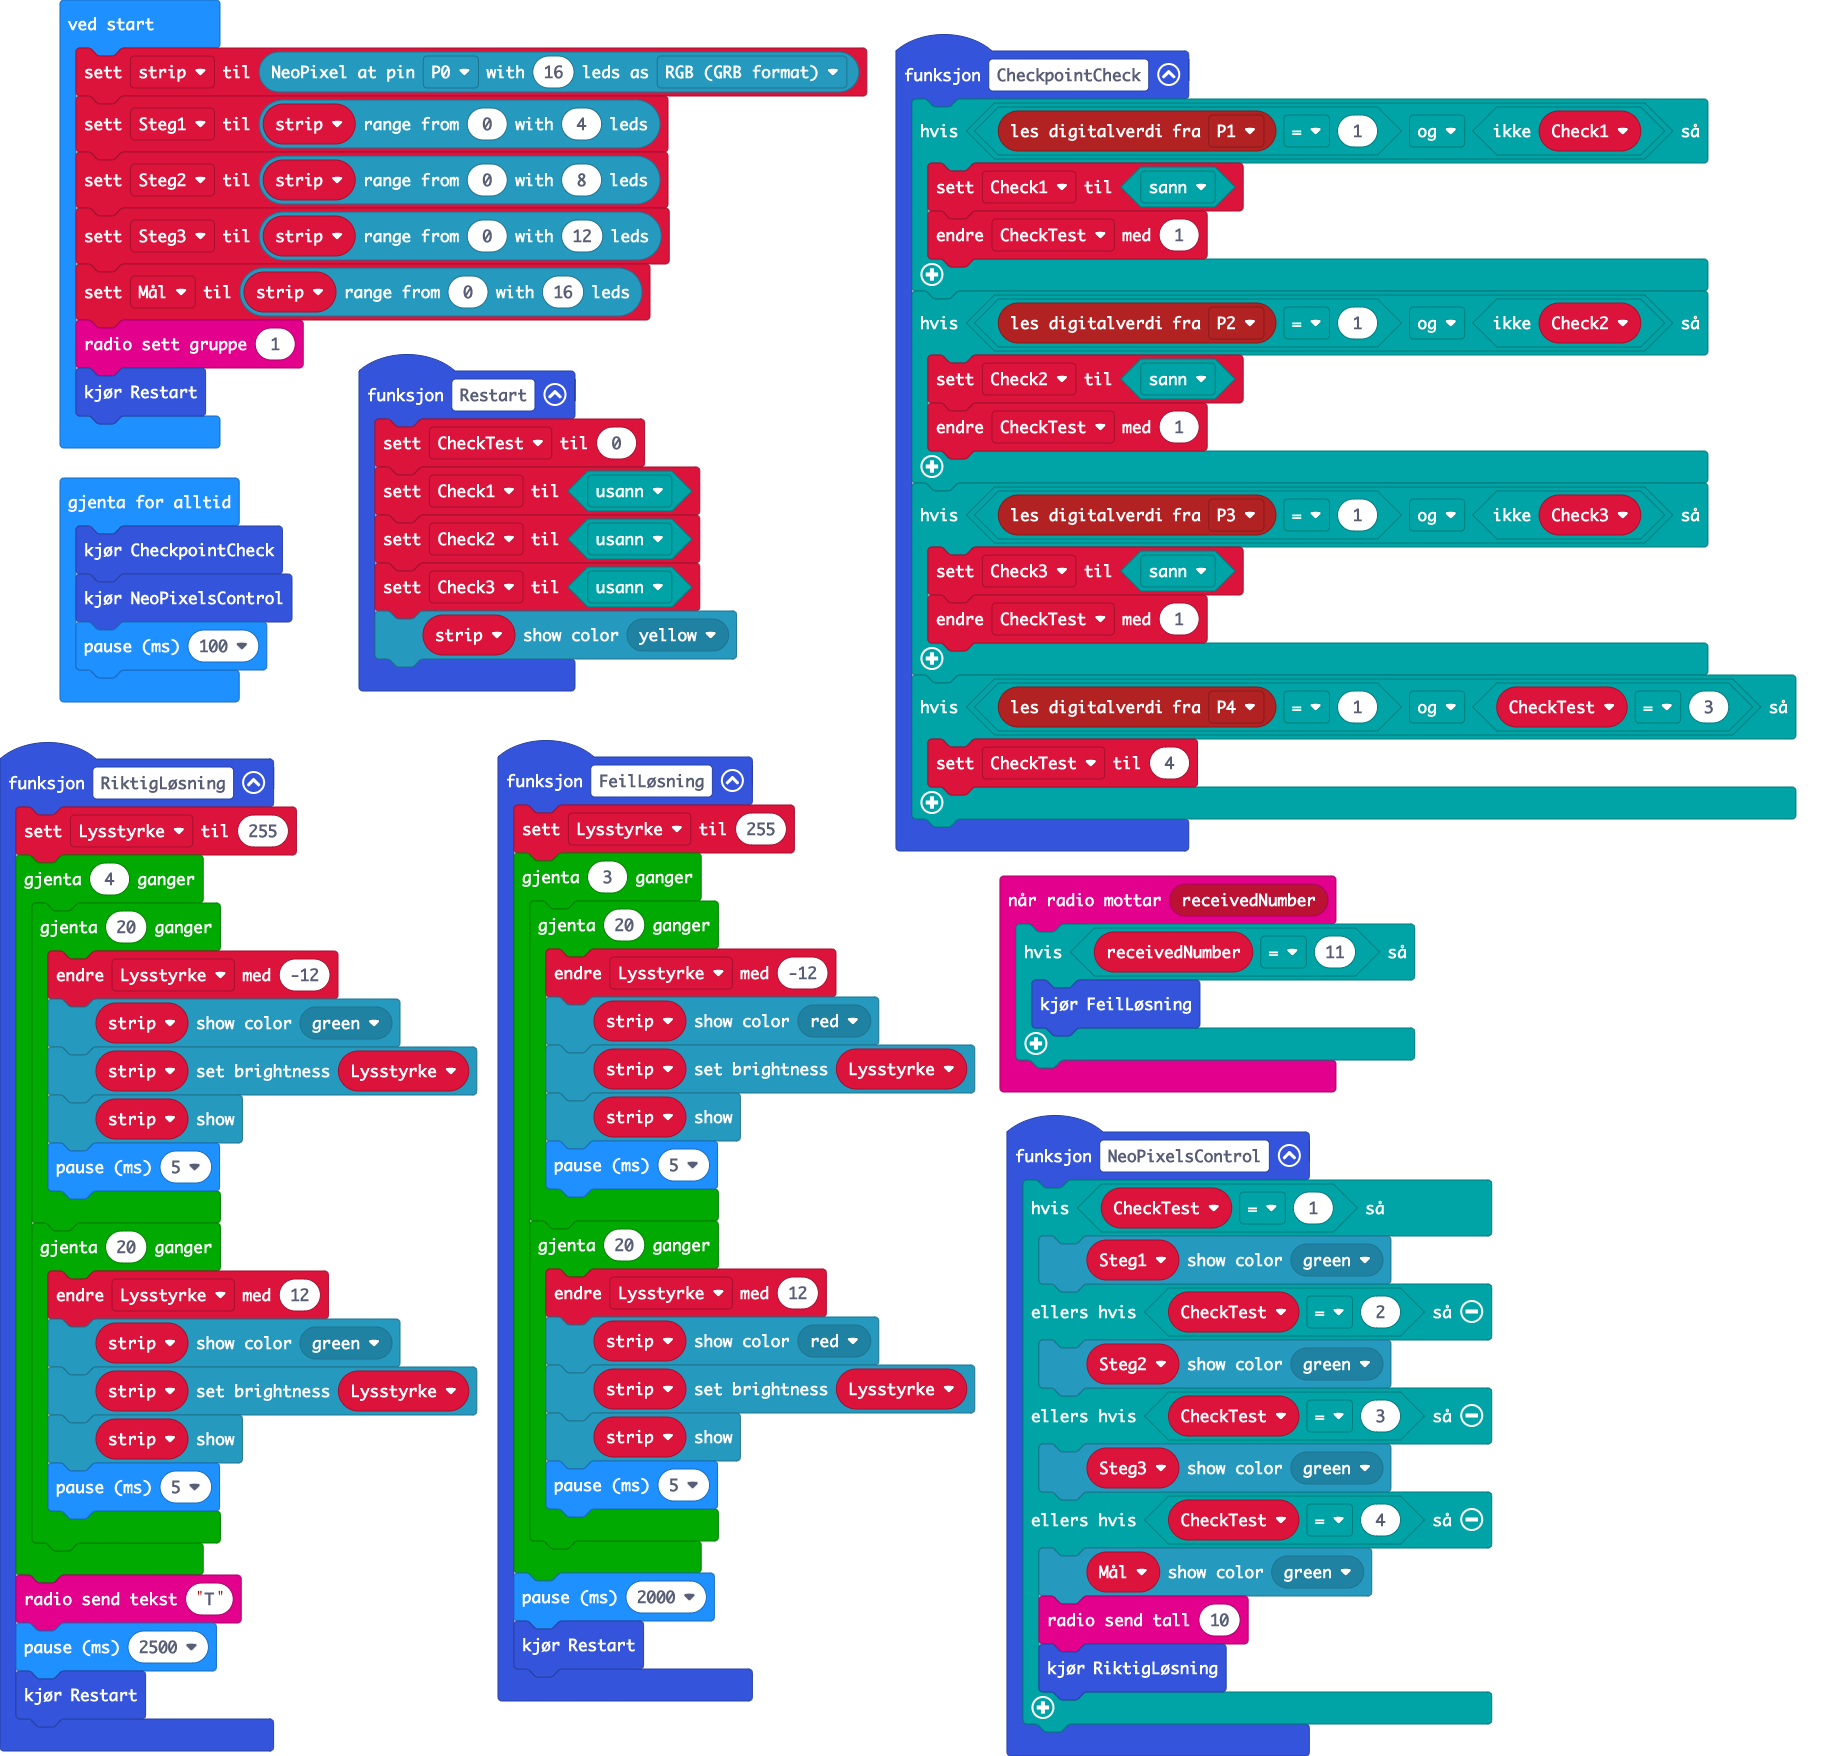 ved start
sett strip til NeoPixel at pin P0 with 16 leds as RGB (GRB format)
sett Steg1 til strip range from 0 with 4 leds
sett Steg2 til strip range from 0 with 8 leds
sett Steg3 til strip range from 0 with 12 leds
sett Mål til strip range from 0 with 16 leds
radio sett gruppe 1
kjør Restart
gjenta for alltid
kjør CheckpointCheck
kjør NeoPixelsControl
pause (ms) 100
funksjon Restart
sett CheckTest til 0
sett Check1 til usann
sett Check2 til usann
sett Check3 til usann
strip show color yellow
funksjon CheckpointCheck
hvis les digitalverdi fra P1 = 1 og ikke Check1 så
sett Check1 til sann
endre CheckTest med 1
hvis les digitalverdi fra P2 = 1 og ikke Check2 så
sett Check2 til sann
endre CheckTest med 1
hvis les digitalverdi fra P3 = 1 og ikke Check3 så
sett Check3 til sann
endre CheckTest med 1
hvis les digitalverdi fra P4 = 1 og CheckTest = 3 så
sett CheckTest til 4
funksjon RiktigLøsning
sett Lysstyrke til 255
gjenta 4 ganger
gjenta 20 ganger
endre Lysstyrke med -12
strip show color green
strip set brightness Lysstyrke
strip show
pause (ms) 5
gjenta 20 ganger
endre Lysstyrke med 12
strip show color green
strip set brightness Lysstyrke
strip show
pause (ms) 5
radio send tekst "T"
pause (ms) 2500
kjør Restart
funksjon FeilLøsning
sett Lysstyrke til 255
gjenta 3 ganger
gjenta 20 ganger
endre Lysstyrke med -12
strip show color red
strip set brightness Lysstyrke
strip show
pause (ms) 5
gjenta 20 ganger
endre Lysstyrke med 12
strip show color red
strip set brightness Lysstyrke
strip show
pause (ms) 5
pause (ms) 2000
kjør Restart
når radio mottar receivedNumber
hvis receivedNumber = 11 så
kjør FeilLøsning
funksjon NeoPixelsControl
hvis CheckTest = 1 så
Steg1 show color green
ellers hvis CheckTest = 2 så
Steg2 show color green
ellers hvis CheckTest = 3 så
Steg3 show color green
ellers hvis CheckTest = 4 så
Mål show color green
radio send tall 10
kjør RiktigLøsning